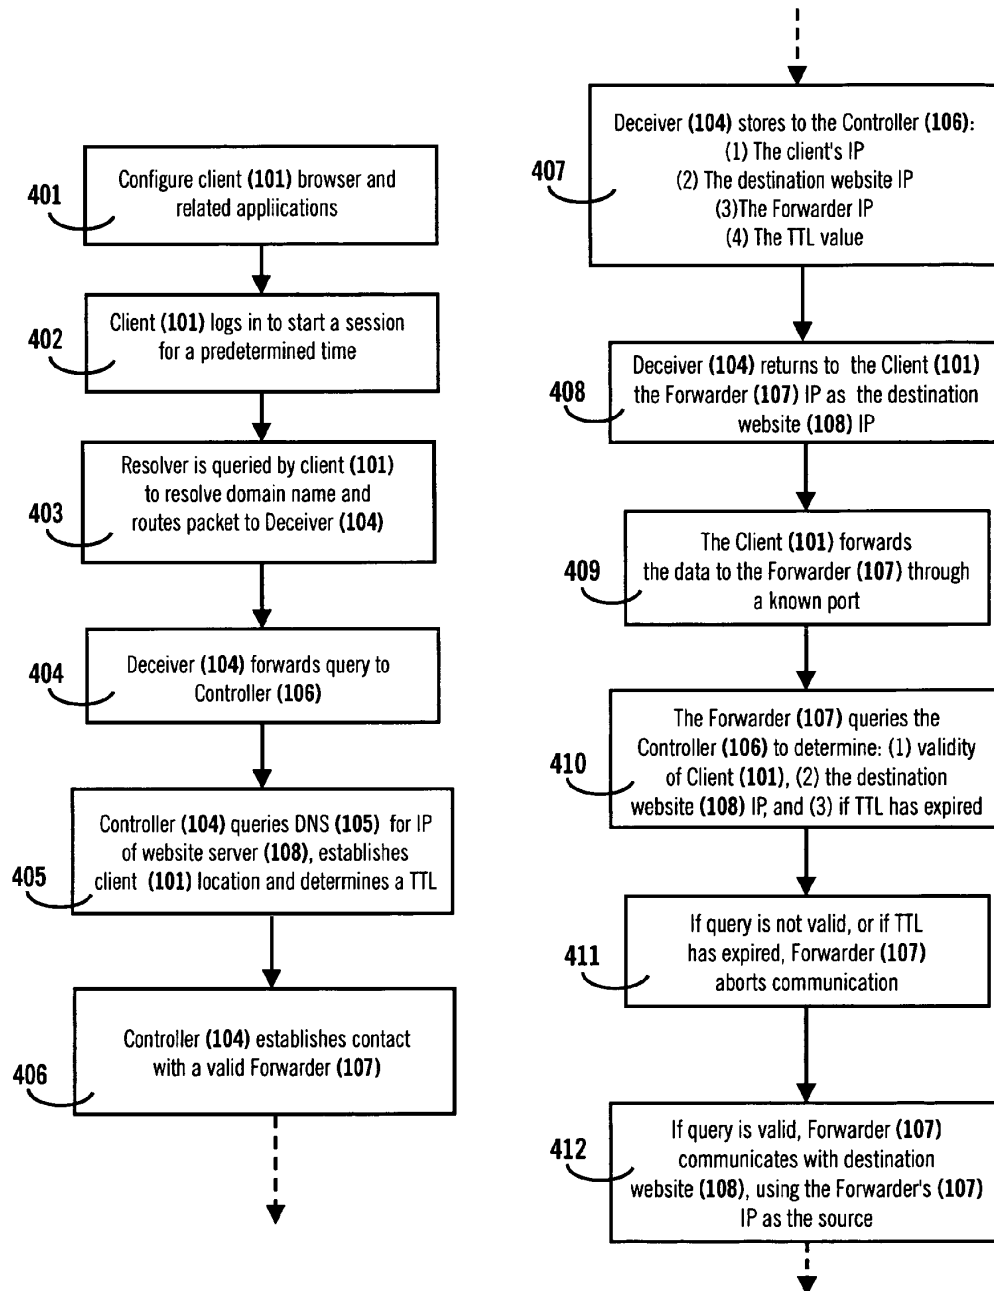 401
Configure client (101) browser and
related appliications
402
Client (101) logs in to start a session
for a predetermined time
403
Resolver is queried by client (101)
to resolve domain name and
routes packet to Deceiver (104)
404
Deceiver (104) forwards query to
Controller (106)
405
Controller (104) queries DNS (105) for IP
of website server (108), establishes
client (101) location and determines a TTL
406
Controller (104) establishes contact
with a valid Forwarder (107)
407
Deceiver (104) stores to the Controller (106):
(1) The client's IP
(2) The destination website IP
(3)The Forwarder IP
(4) The TTL value
408
Deceiver (104) returns to the Client (101)
the Forwarder (107) IP as the destination
website (108) IP
409
The Client (101) forwards
the data to the Forwarder (107) through
a known port
410
The Forwarder (107) queries the
Controller (106) to determine: (1) validity
of Client (101), (2) the destination
website (108) IP, and (3) if TTL has expired
411
If query is not valid, or if TTL
has expired, Forwarder (107)
aborts communication
412
If query is valid, Forwarder (107)
communicates with destination
website (108), using the Forwarder's (107)
IP as the source